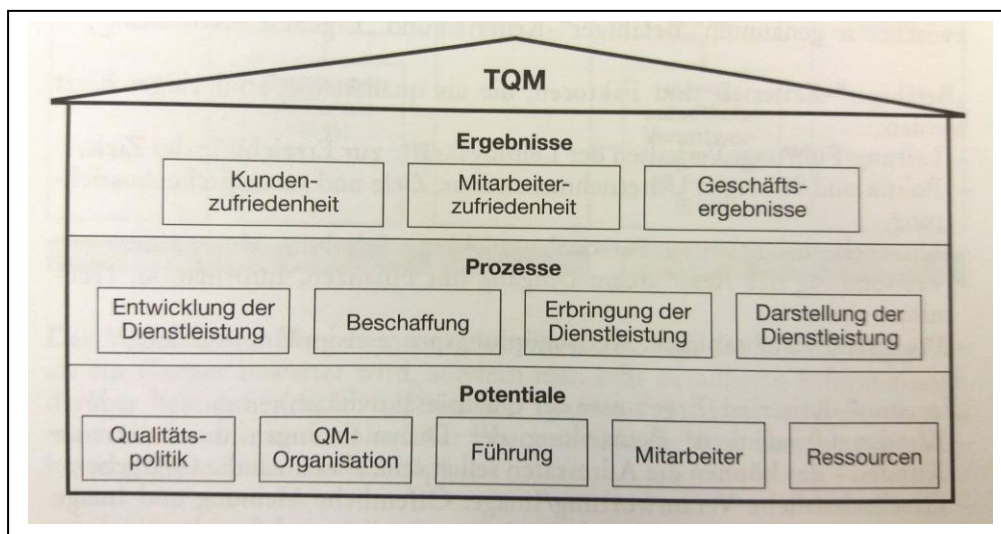 TQM
Ergebnisse
Kunden-
zufriedenheit
Mitarbeiter-
zufriedenheit
Geschäfts-
ergebnisse
Prozesse
Entwicklung der
Dienstleistung
Beschaffung
Erbringung der
Dienstleistung
Darstellung der
Dienstleistung
Potentiale
Qualitäts-
politik
QM-
Organisation
Führung
Mitarbeiter
Ressourcen